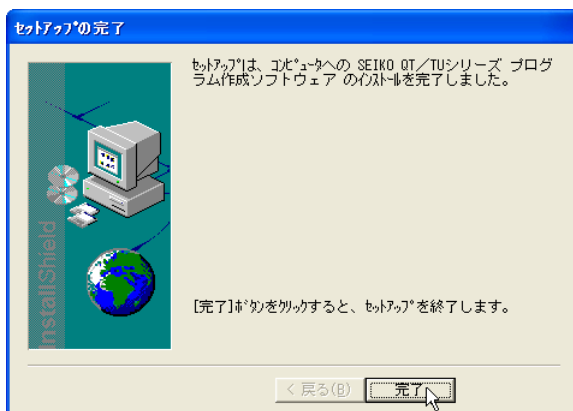 ｾｯﾄｱｯﾌﾟの完了
ｾｯﾄｱｯﾌﾟは、ｺﾝﾋﾟｭｰﾀへの SEIKO QT／TUシリーズ プログ
ラム作成ソフトウェア のｲﾝｽﾄｰﾙを完了しました。
InstallShield
[完了]ﾎﾞﾀﾝをｸﾘｯｸすると、ｾｯﾄｱｯﾌﾟを終了します。
< 戻る(B)
完了